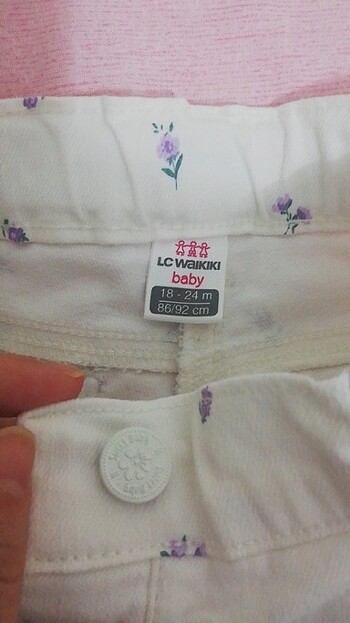 LC WAIKIKI
baby
18 - 24 m
86/92 cm